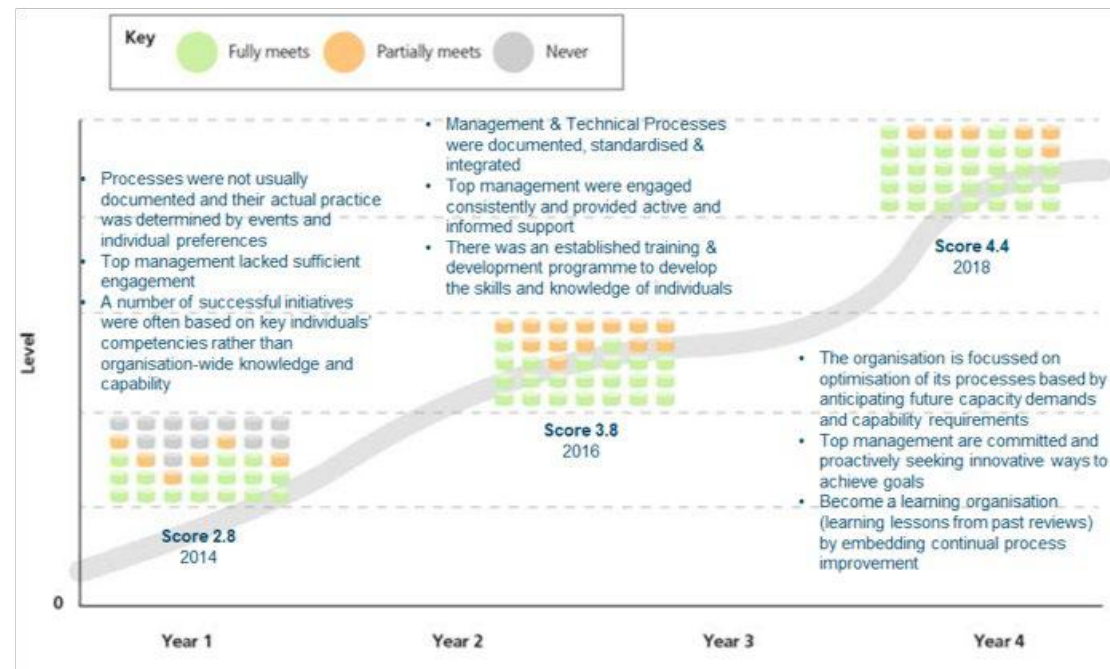 Key
Fully meets
Partially meets
Never
• Processes were not usually
documented and their actual practice
was determined by events and
individual preferences
• Top management lacked sufficient
engagement
• A number of successful initiatives
were often based on key individuals'
competencies rather than
organisation-wide knowledge and
capability
• Management & Technical Processes
were documented, standardised &
integrated
• Top management were engaged
consistently and provided active and
informed support
• There was an established training &
development programme to develop
the skills and knowledge of individuals
Score 4.4
2018
Level
Score 3.8
2016
• The organisation is focussed on
optimisation of its processes based by
anticipating future capacity demands
and capability requirements
• Top management are committed and
proactively seeking innovative ways to
achieve goals
• Become a learning organisation
(learning lessons from past reviews)
by embedding continual process
improvement
Score 2.8
2014
0
Year 1
Year 2
Year 3
Year 4